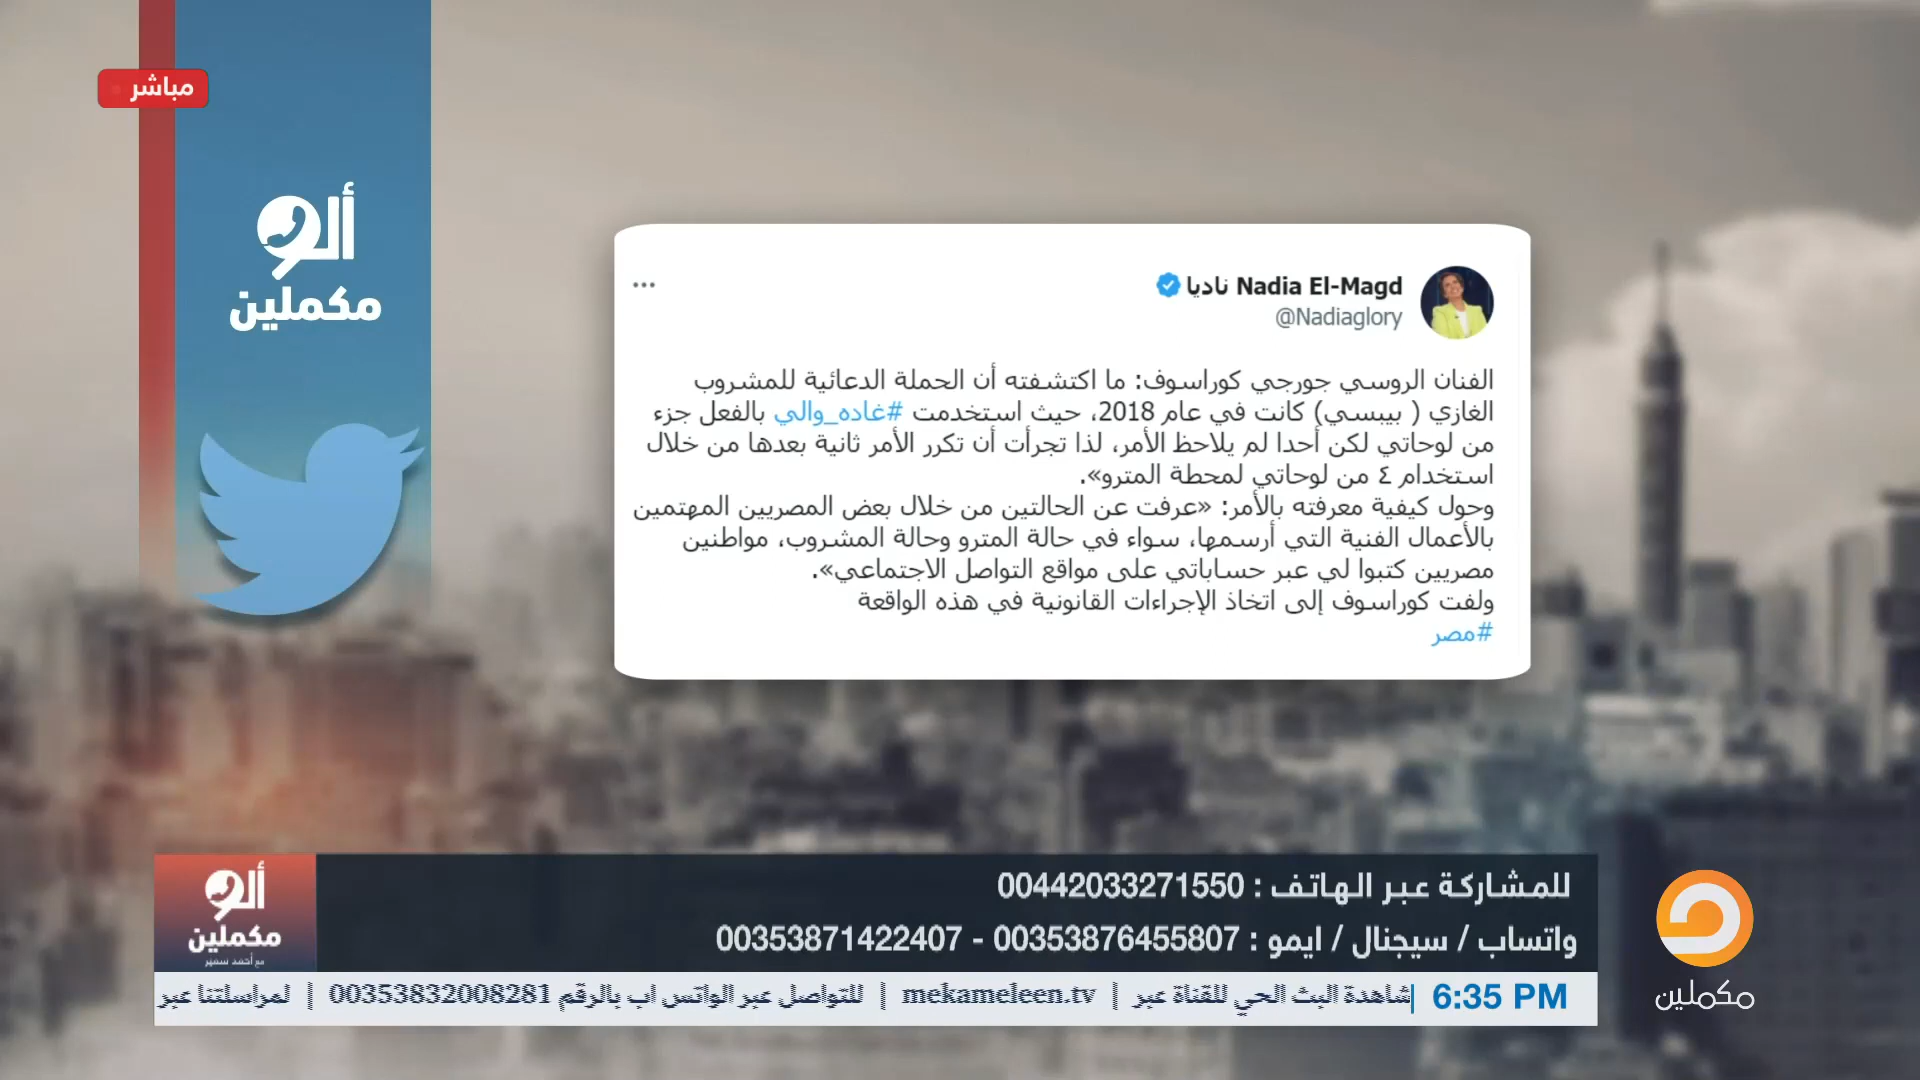 مباشر
ألو
مكملين
Nadia El-Magd ناديا
@Nadiaglory
الفنان الروسي جورجي كوراسوف: ما اكتشفته أن الحملة الدعائية للمشروب
الغازي ( بيبسي) كانت في عام 2018، حيث استخدمت #غاده_والي بالفعل جزء
من لوحاتي لكن أحدا لم يلاحظ الأمر، لذا تجرأت أن تكرر الأمر ثانية بعدها من خلال
استخدام ٤ من لوحاتي لمحطة المترو».
وحول كيفية معرفته بالأمر: «عرفت عن الحالتين من خلال بعض المصريين المهتمين
بالأعمال الفنية التي أرسمها، سواء في حالة المترو وحالة المشروب، مواطنين
مصريين كتبوا لي عبر حساباتي على مواقع التواصل الاجتماعي».
ولفت كوراسوف إلى اتخاذ الإجراءات القانونية في هذه الواقعة
#مصر
للمشاركة عبر الهاتف : 00442033271550
واتساب / سيجنال / ايمو : 00353876455807 - 00353871422407
ألو
مكملين
مع أحمد سمير
6:35 PM
شاهدة البث الحي للقناة عبر | mekameleen.tv | للتواصل عبر الواتس اب بالرقم 00353832008281 | لمراسلتنا عبر
مكملين